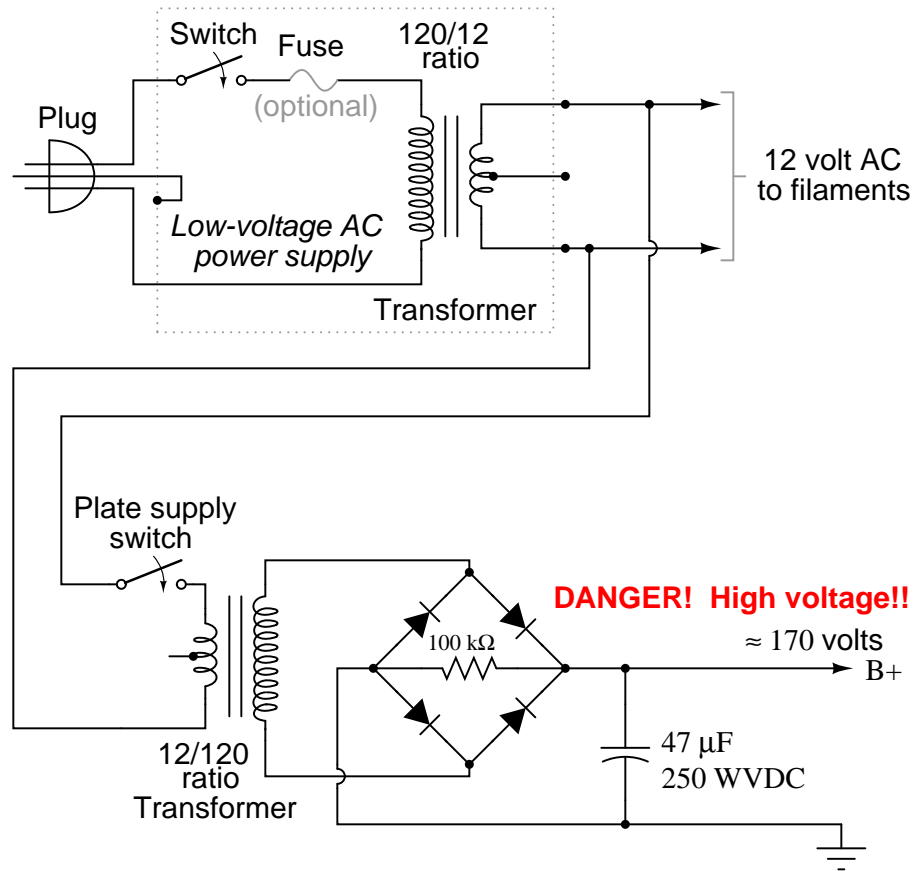 Switch
Fuse
(optional)
120/12
ratio
Plug
12 volt AC
to filaments
Low-voltage AC
power supply
Transformer
Plate supply
switch
DANGER!  High voltage!!
100 kΩ
≈ 170 volts
B+
12/120
ratio
Transformer
47 μF
250 WVDC